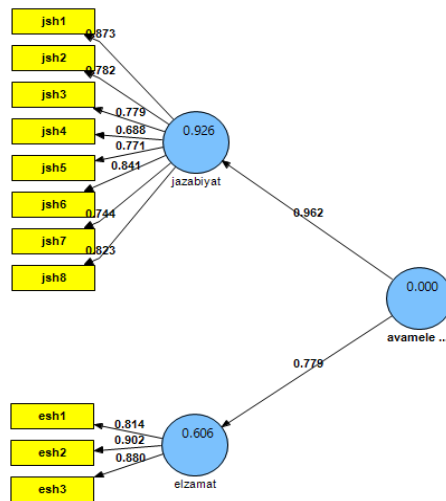 jsh1
0.873
jsh2
0.782
jsh3
0.779
jsh4
0.688
jsh5
0.771
jsh6
0.841
jsh7
0.744
jsh8
0.823
0.926
jazabiyat
0.962
0.000
avamele ...
0.779
esh1
0.814
esh2
0.902
esh3
0.880
0.606
elzamat